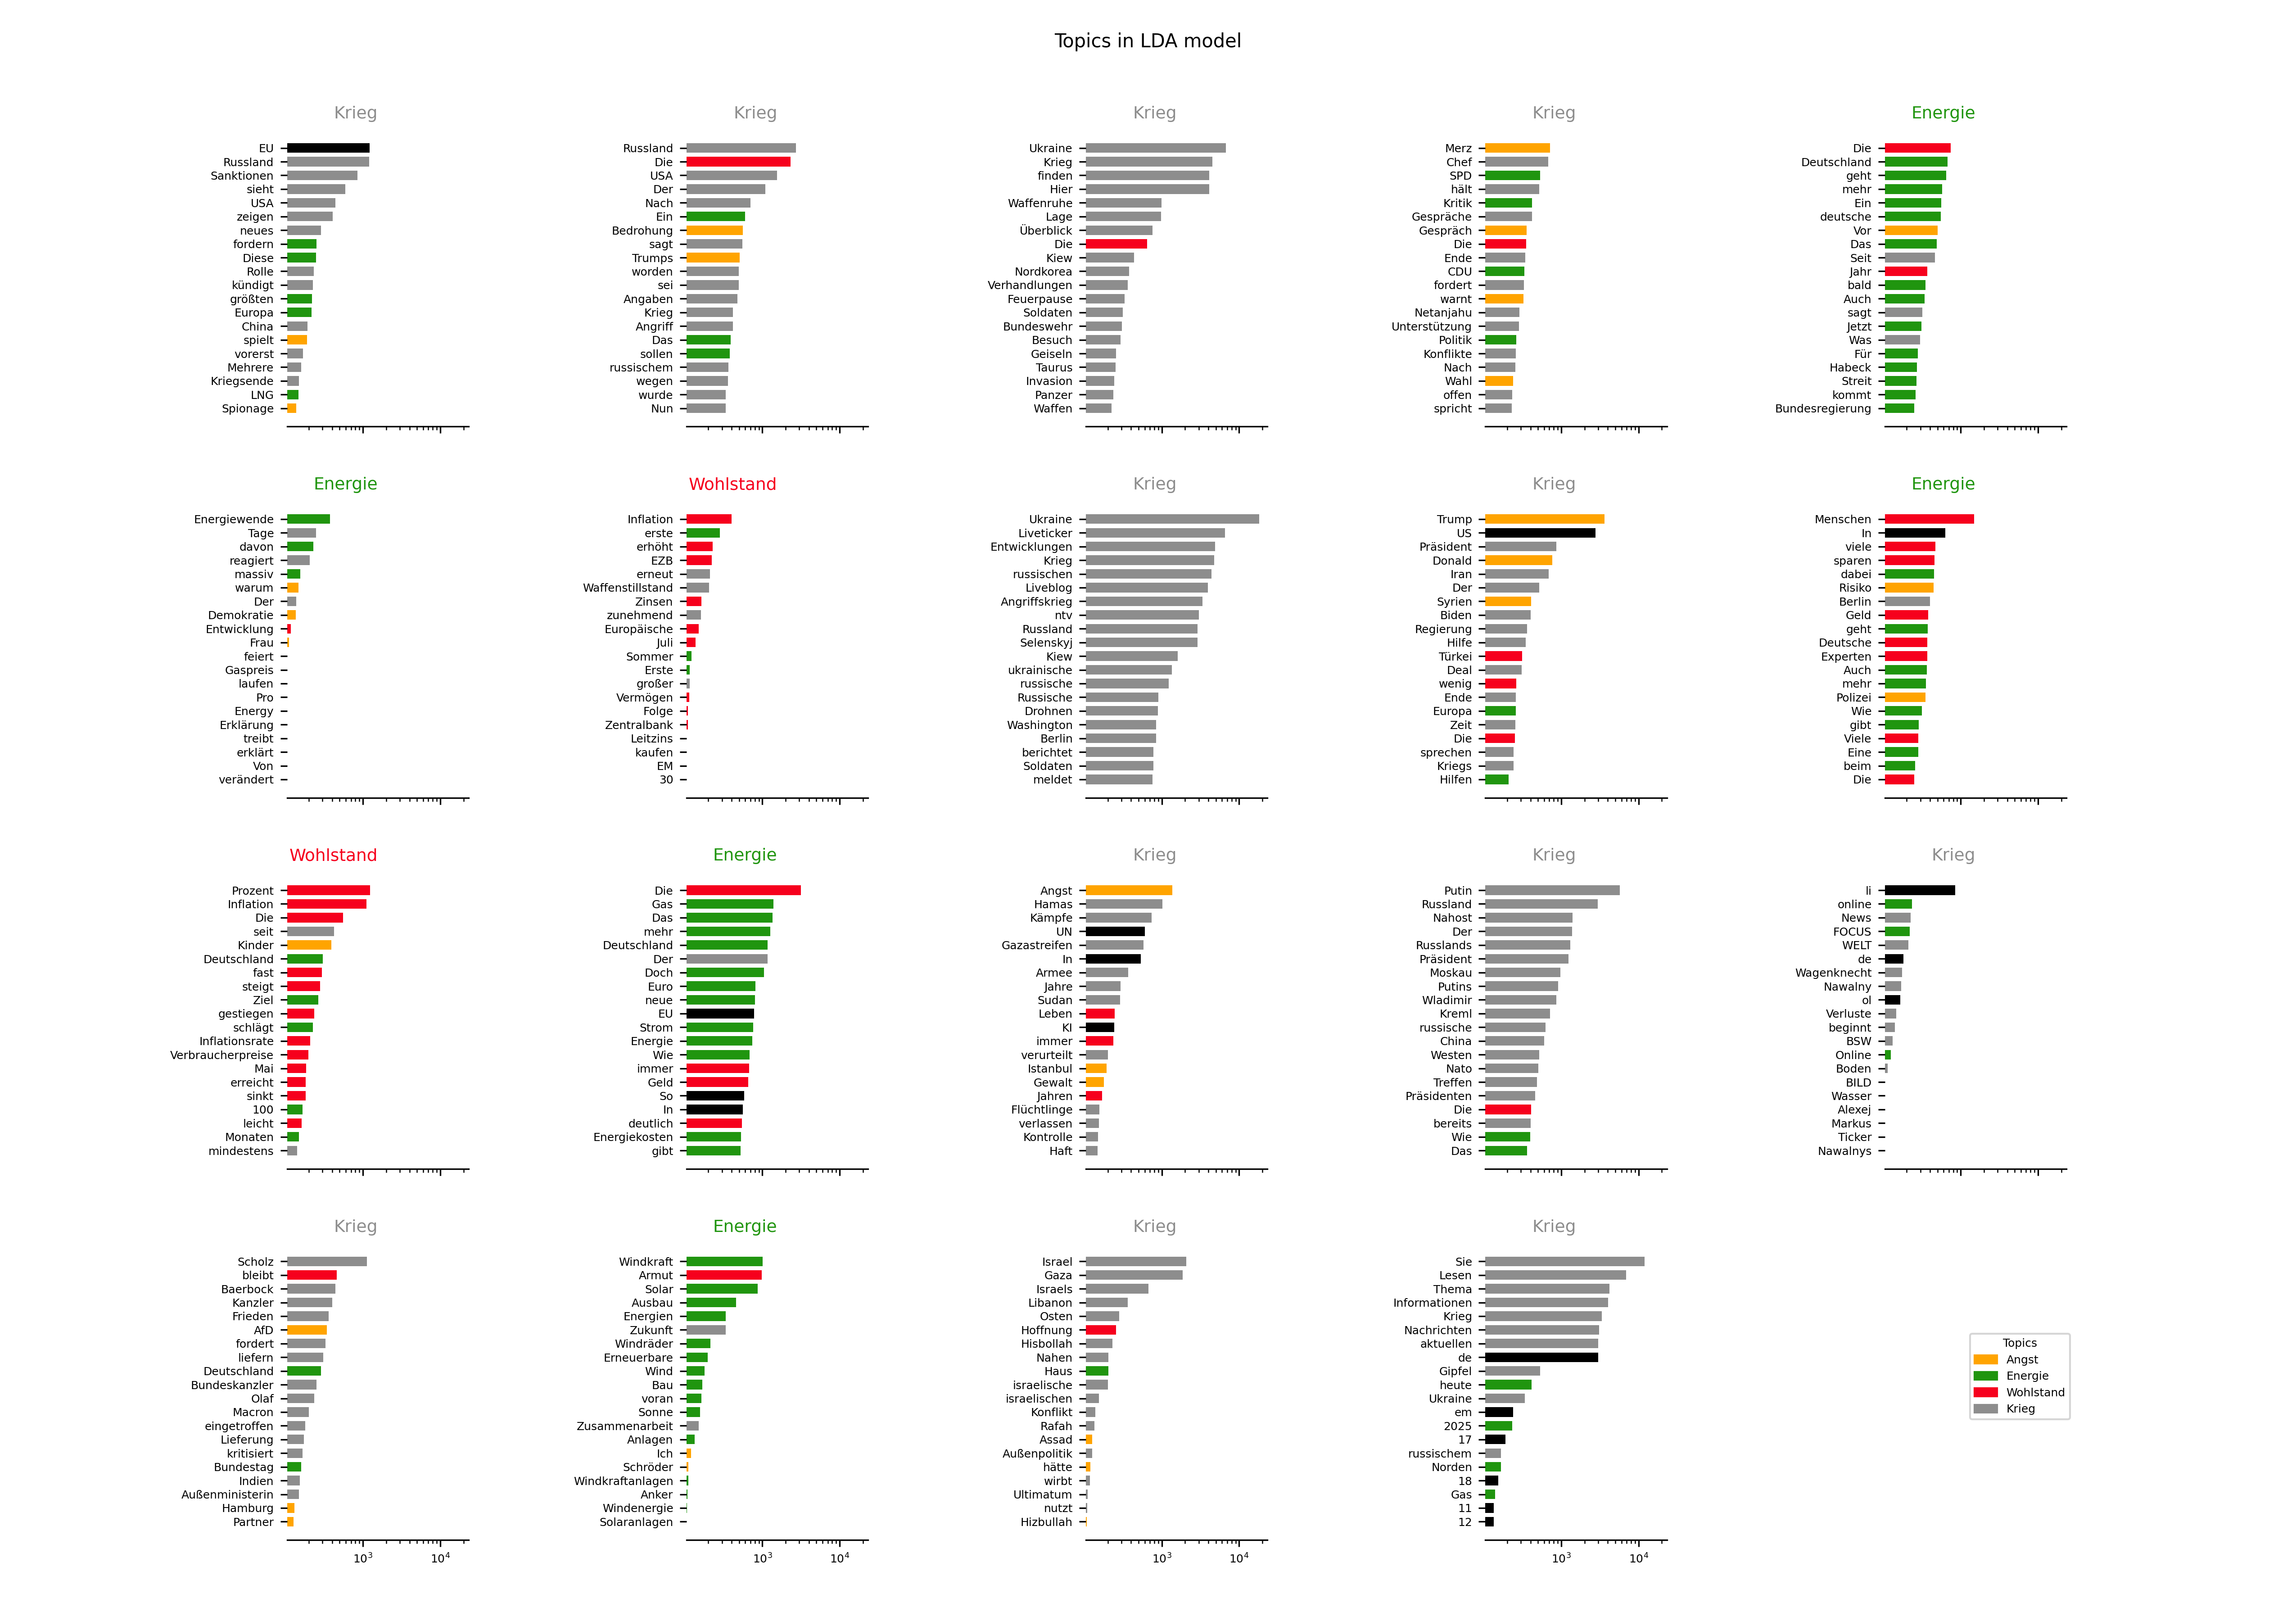 Topics in LDA model
Krieg
EU
Russland
Sanktionen
sieht
USA
zeigen
neues
fordern
Diese
Rolle
kündigt
größten
Europa
China
spielt
vorerst
Mehrere
Kriegsende
LNG
Spionage
Krieg
Russland
Die
USA
Der
Nach
Ein
Bedrohung
sagt
Trumps
worden
sei
Angaben
Krieg
Angriff
Das
sollen
russischem
wegen
wurde
Nun
Krieg
Ukraine
Krieg
finden
Hier
Waffenruhe
Lage
Überblick
Die
Kiew
Nordkorea
Verhandlungen
Feuerpause
Soldaten
Bundeswehr
Besuch
Geiseln
Taurus
Invasion
Panzer
Waffen
Krieg
Merz
Chef
SPD
hält
Kritik
Gespräche
Gespräch
Die
Ende
CDU
fordert
warnt
Netanjahu
Unterstützung
Politik
Konflikte
Nach
Wahl
offen
spricht
Energie
Die
Deutschland
geht
mehr
Ein
deutsche
Vor
Das
Seit
Jahr
bald
Auch
sagt
Jetzt
Was
Für
Habeck
Streit
kommt
Bundesregierung
Energie
Energiewende
Tage
davon
reagiert
massiv
warum
Der
Demokratie
Entwicklung
Frau
feiert
Gaspreis
laufen
Pro
Energy
Erklärung
treibt
erklärt
Von
verändert
Wohlstand
Inflation
erste
erhöht
EZB
erneut
Waffenstillstand
Zinsen
zunehmend
Europäische
Juli
Sommer
Erste
großer
Vermögen
Folge
Zentralbank
Leitzins
kaufen
EM
30
Krieg
Ukraine
Liveticker
Entwicklungen
Krieg
russischen
Liveblog
Angriffskrieg
ntv
Russland
Selenskyj
Kiew
ukrainische
russische
Russische
Drohnen
Washington
Berlin
berichtet
Soldaten
meldet
Krieg
Trump
US
Präsident
Donald
Iran
Der
Syrien
Biden
Regierung
Hilfe
Türkei
Deal
wenig
Ende
Europa
Zeit
Die
sprechen
Kriegs
Hilfen
Energie
Menschen
In
viele
sparen
dabei
Risiko
Berlin
Geld
geht
Deutsche
Experten
Auch
mehr
Polizei
Wie
gibt
Viele
Eine
beim
Die
Wohlstand
Prozent
Inflation
Die
seit
Kinder
Deutschland
fast
steigt
Ziel
gestiegen
schlägt
Inflationsrate
Verbraucherpreise
Mai
erreicht
sinkt
100
leicht
Monaten
mindestens
Energie
Die
Gas
Das
mehr
Deutschland
Der
Doch
Euro
neue
EU
Strom
Energie
Wie
immer
Geld
So
In
deutlich
Energiekosten
gibt
Krieg
Angst
Hamas
Kämpfe
UN
Gazastreifen
In
Armee
Jahre
Sudan
Leben
KI
immer
verurteilt
Istanbul
Gewalt
Jahren
Flüchtlinge
verlassen
Kontrolle
Haft
Krieg
Putin
Russland
Nahost
Der
Russlands
Präsident
Moskau
Putins
Wladimir
Kreml
russische
China
Westen
Nato
Treffen
Präsidenten
Die
bereits
Wie
Das
Krieg
li
online
News
FOCUS
WELT
de
Wagenknecht
Nawalny
ol
Verluste
beginnt
BSW
Online
Boden
BILD
Wasser
Alexej
Markus
Ticker
Nawalnys
Krieg
Scholz
bleibt
Baerbock
Kanzler
Frieden
AfD
fordert
liefern
Deutschland
Bundeskanzler
Olaf
Macron
eingetroffen
Lieferung
kritisiert
Bundestag
Indien
Außenministerin
Hamburg
Partner
10³ 10⁴
Energie
Windkraft
Armut
Solar
Ausbau
Energien
Zukunft
Windräder
Erneuerbare
Wind
Bau
voran
Sonne
Zusammenarbeit
Anlagen
Ich
Schröder
Windkraftanlagen
Anker
Windenergie
Solaranlagen
10³ 10⁴
Krieg
Israel
Gaza
Israels
Libanon
Osten
Hoffnung
Hisbollah
Nahen
Haus
israelische
israelischen
Konflikt
Rafah
Assad
Außenpolitik
hätte
wirbt
Ultimatum
nutzt
Hizbullah
10³ 10⁴
Krieg
Sie
Lesen
Thema
Informationen
Krieg
Nachrichten
aktuellen
de
Gipfel
heute
Ukraine
em
2025
17
russischem
Norden
18
Gas
11
12
10³ 10⁴
Topics
Angst
Energie
Wohlstand
Krieg